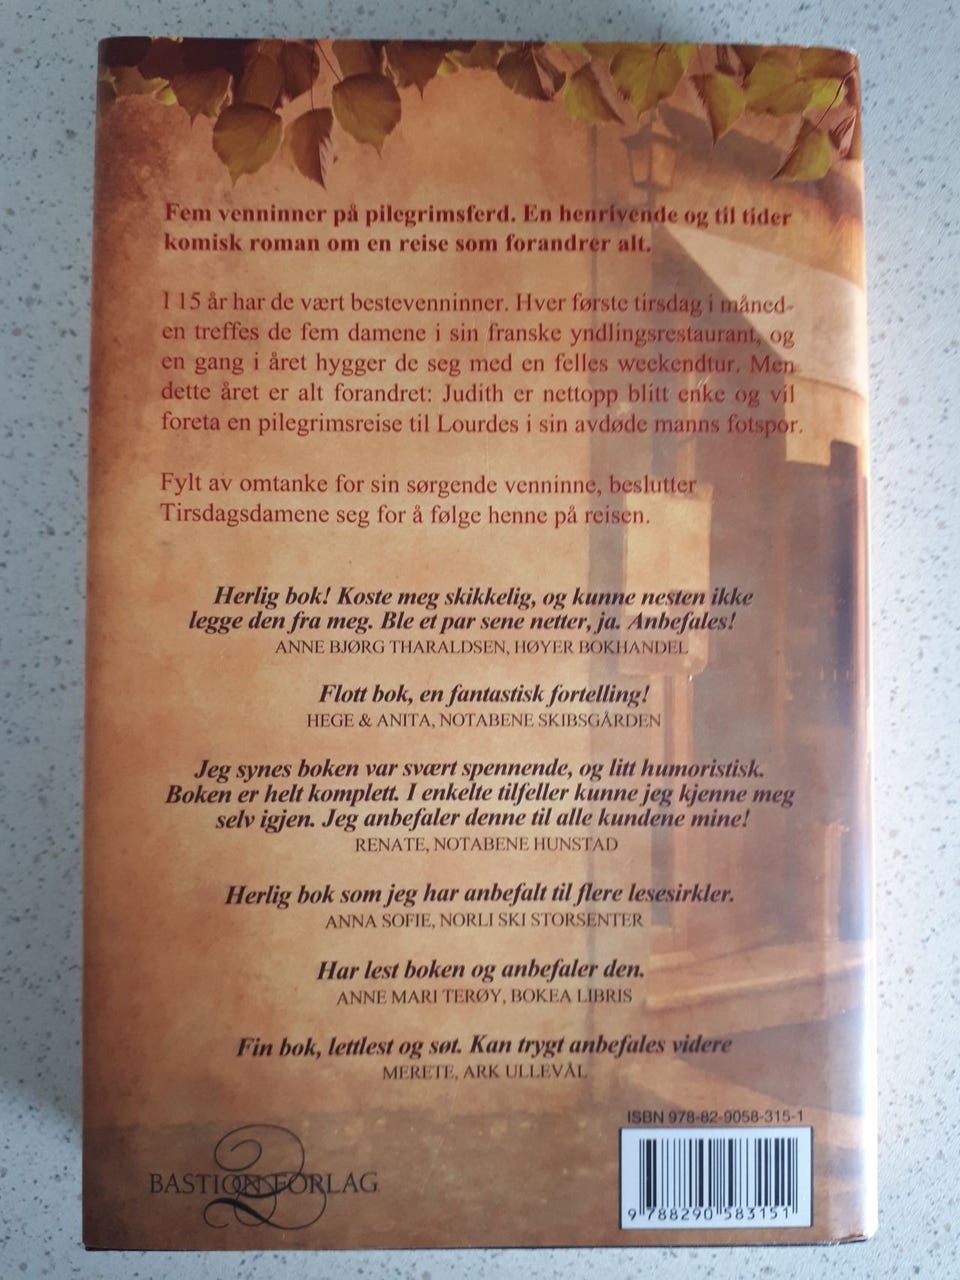 Fem venninner på pilegrimsferd. En henrivende og til tider
komisk roman om en reise som forandrer alt.
I 15 år har de vært bestevenninner. Hver første tirsdag i måned-
en treffes de fem damene i sin franske yndlingsrestaurant, og
en gang i året hygger de seg med en felles weekendtur. Men
dette året er alt forandret: Judith er nettopp blitt enke og vil
foreta en pilegrimsreise til Lourdes i sin avdøde manns fotspor.
Fylt av omtanke for sin sørgende venninne, beslutter
Tirsdagsdamene seg for å følge henne på reisen.
Herlig bok! Koste meg skikkelig, og kunne nesten ikke
legge den fra meg. Ble et par sene netter, ja. Anbefales!
ANNE BJØRG THARALDSEN, HØYER BOKHANDEL
Flott bok, en fantastisk fortelling!
HEGE & ANITA, NOTABENE SKIBSGÅRDEN
Jeg synes boken var svært spennende, og litt humoristisk.
Boken er helt komplett. I enkelte tilfeller kunne jeg kjenne meg
selv igjen. Jeg anbefaler denne til alle kundene mine!
RENATE, NOTABENE HUNSTAD
Herlig bok som jeg har anbefalt til flere lesesirkler.
ANNA SOFIE, NORLI SKI STORSENTER
Har lest boken og anbefaler den.
ANNE MARI TERØY, BOKEA LIBRIS
Fin bok, lettlest og søt. Kan trygt anbefales videre
MERETE, ARK ULLEVÅL
ISBN 978-82-9058-315-1
BASTION FORLAG
9 788290 583151